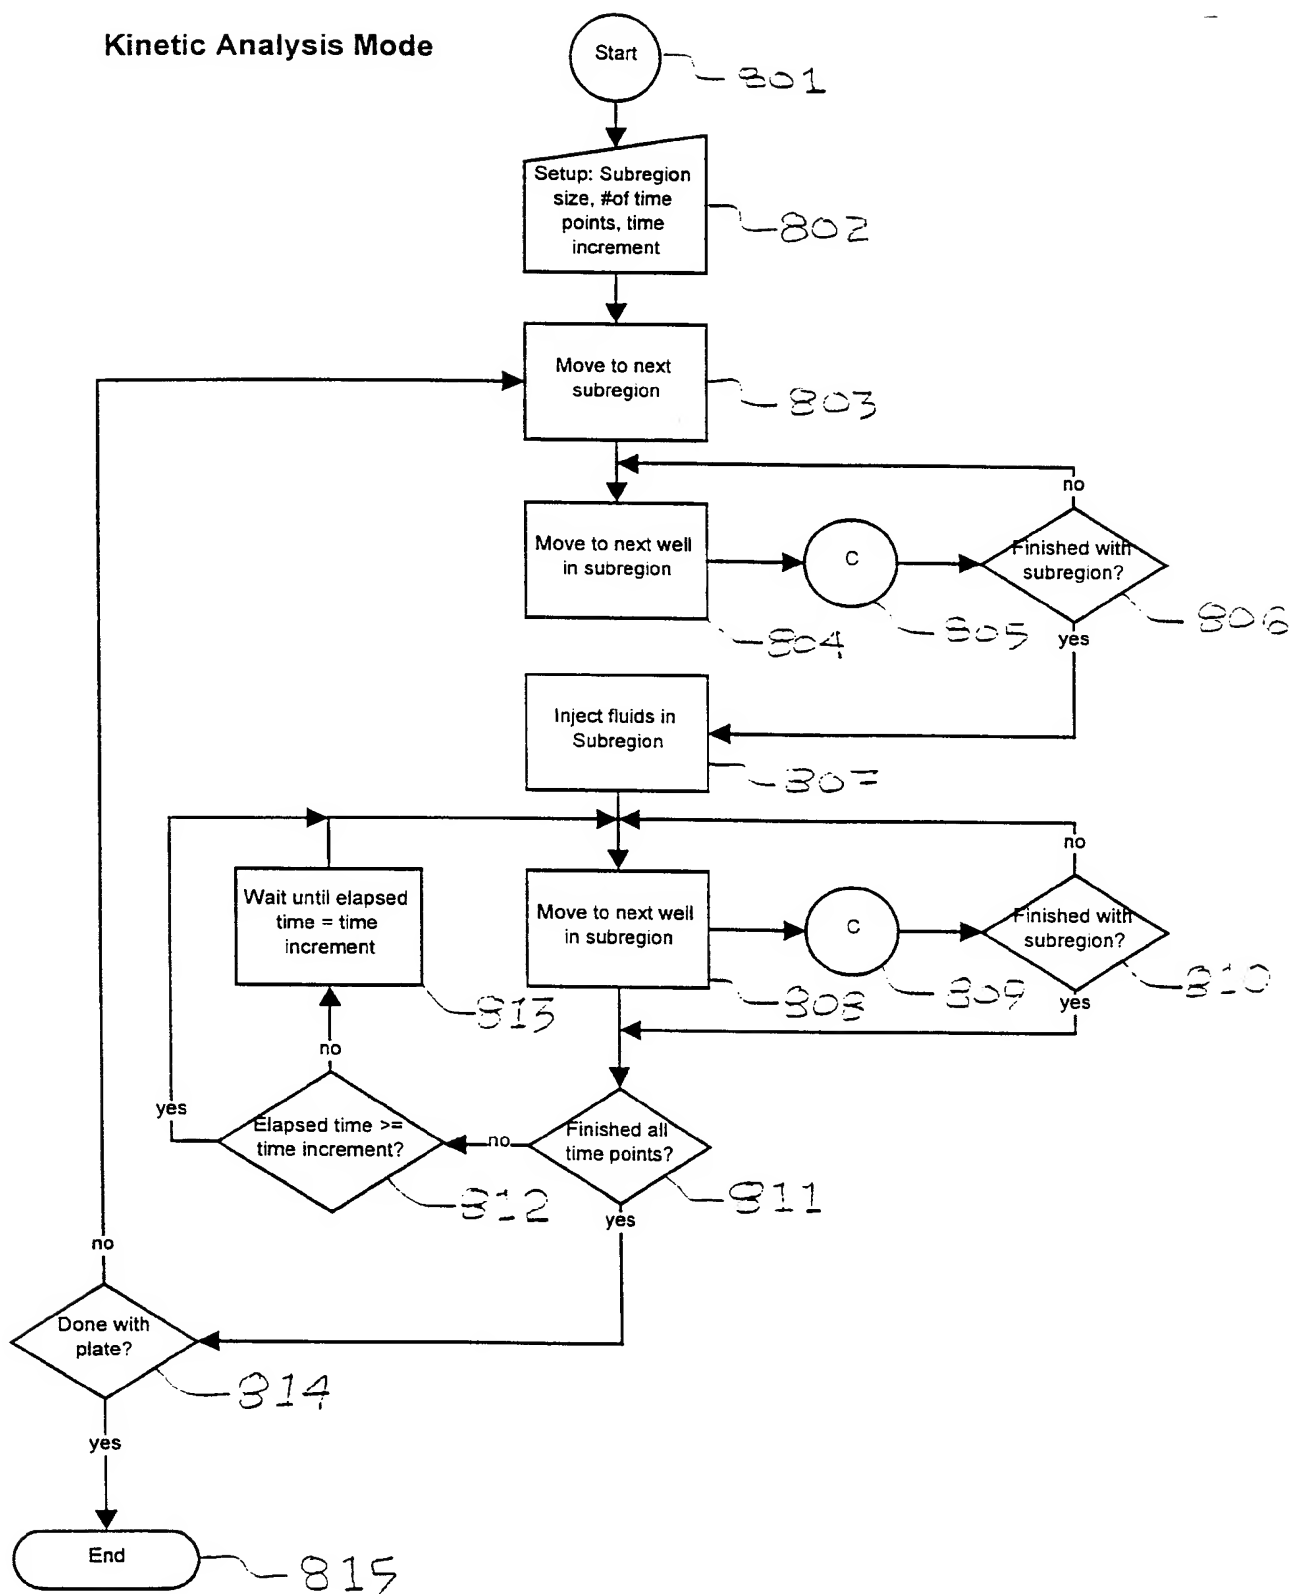 Kinetic Analysis Mode
Start
801
Setup: Subregion
size, #of time
points, time
increment
802
Move to next
subregion
803
no
Move to next well
in subregion
804
C
805
Finished with
subregion?
806
yes
Inject fluids in
Subregion
807
no
Wait until elapsed
time = time
increment
813
Move to next well
in subregion
808
C
809
Finished with
subregion?
810
yes
no
yes
Elapsed time >=
time increment?
812
no
Finished all
time points?
811
yes
no
Done with
plate?
814
yes
End
815